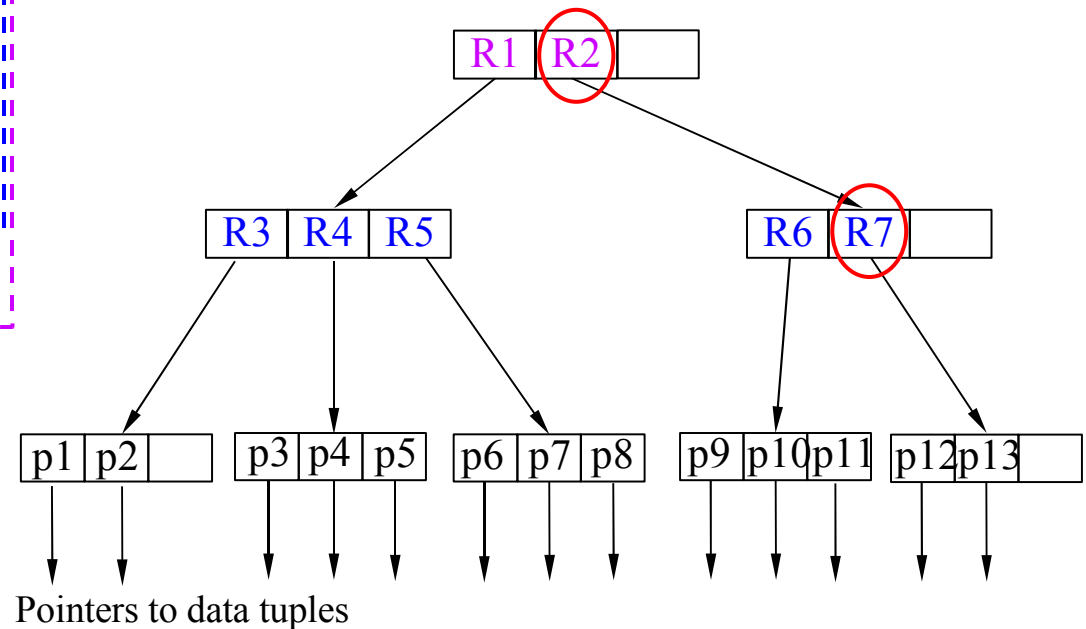 R1 R2
R3 R4 R5 R6 R7
p1 p2 p3 p4 p5 p6 p7 p8 p9 p10 p11 p12 p13
Pointers to data tuples